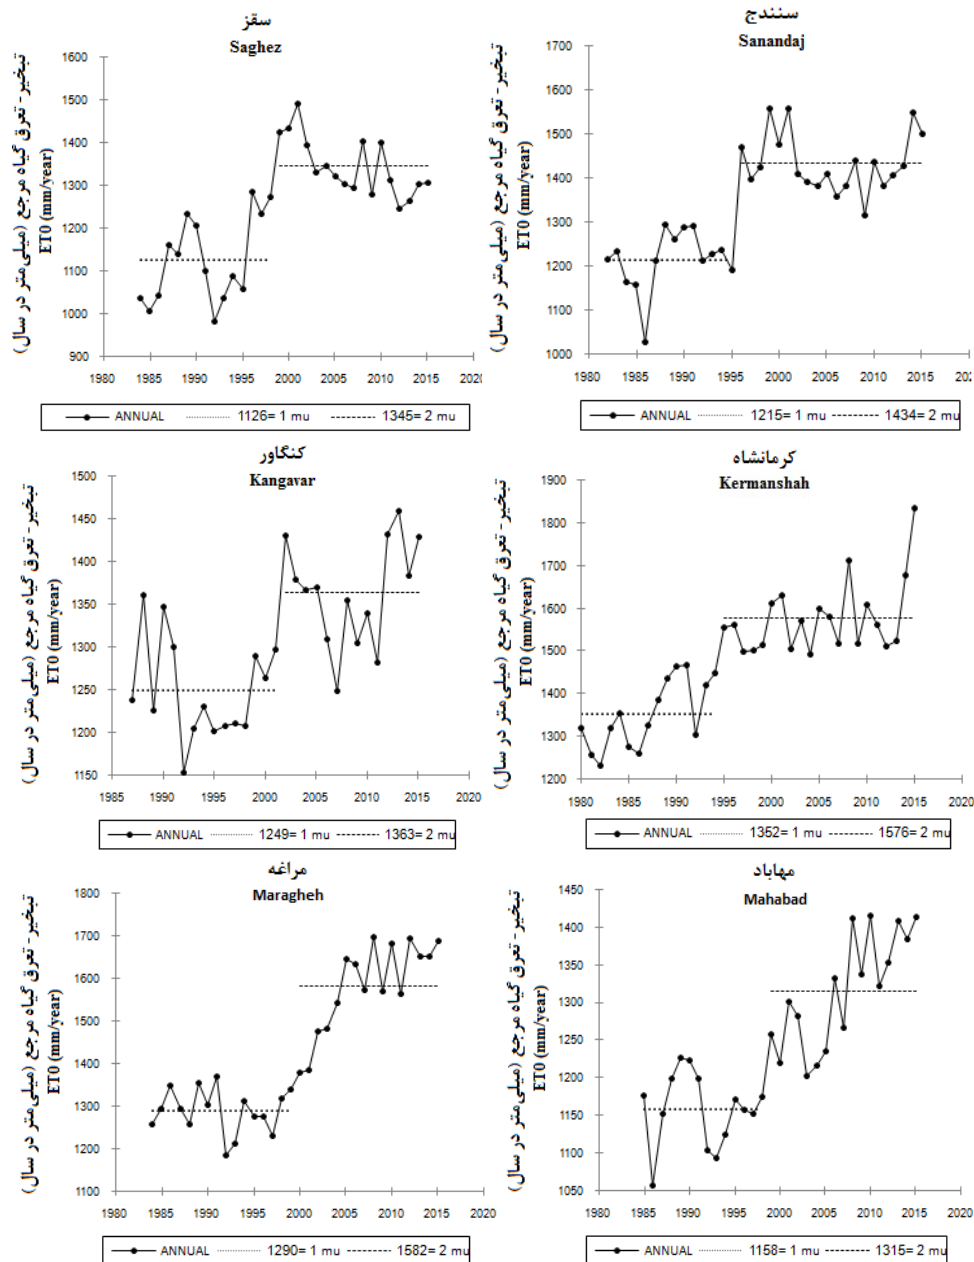 سقز
Saghez
تبخیر- تعرق گیاه مرجع (میلی‌متر در سال)
ET0 (mm/year)
1600
1500
1400
1300
1200
1100
1000
900
1980 1985 1990 1995 2000 2005 2010 2015 2020
ANNUAL 1126= 1 mu 1345= 2 mu
سنندج
Sanandaj
تبخیر- تعرق گیاه مرجع (میلی‌متر در سال)
ET0 (mm/year)
1700
1600
1500
1400
1300
1200
1100
1000
1980 1985 1990 1995 2000 2005 2010 2015 202
ANNUAL 1215= 1 mu 1434= 2 mu
کنگاور
Kangavar
تبخیر- تعرق گیاه مرجع (میلی‌متر در سال)
ET0 (mm/year)
1500
1450
1400
1350
1300
1250
1200
1150
1985 1990 1995 2000 2005 2010 2015 2020
ANNUAL 1249= 1 mu 1363= 2 mu
کرمانشاه
Kermanshah
تبخیر- تعرق گیاه مرجع (میلی‌متر در سال)
ET0 (mm/year)
1900
1800
1700
1600
1500
1400
1300
1200
1980 1985 1990 1995 2000 2005 2010 2015 2020
ANNUAL 1352= 1 mu 1576= 2 mu
مراغه
Maragheh
تبخیر- تعرق گیاه مرجع (میلی‌متر در سال)
ET0 (mm/year)
1800
1700
1600
1500
1400
1300
1200
1100
1980 1985 1990 1995 2000 2005 2010 2015 2020
ANNUAL 1290= 1 mu 1582= 2 mu
مهاباد
Mahabad
تبخیر- تعرق گیاه مرجع (میلی‌متر در سال)
ET0 (mm/year)
1450
1400
1350
1300
1250
1200
1150
1100
1050
1980 1985 1990 1995 2000 2005 2010 2015 2020
ANNUAL 1158= 1 mu 1315= 2 mu